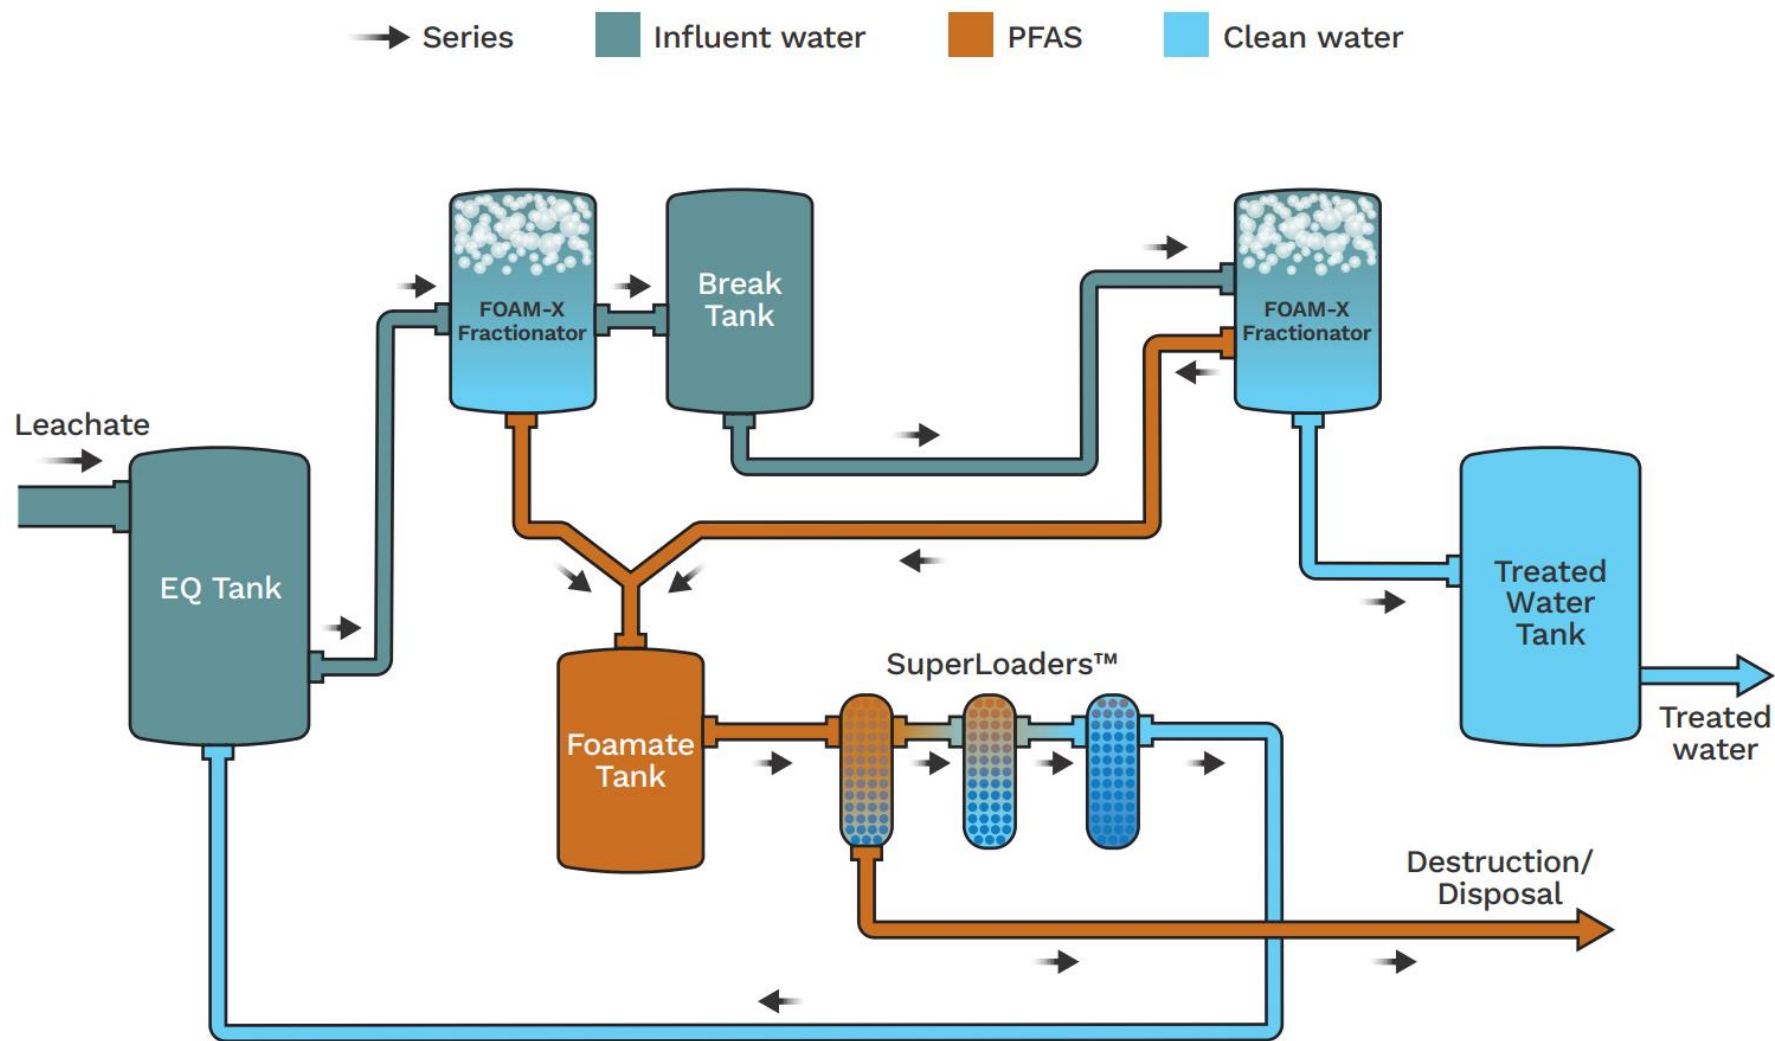 Series
Influent water
PFAS
Clean water
FOAM-X
Fractionator
Break
Tank
FOAM-X
Fractionator
Leachate
EQ Tank
Treated
Water
Tank
SuperLoaders™
Foamate
Tank
Treated
water
Destruction/
Disposal